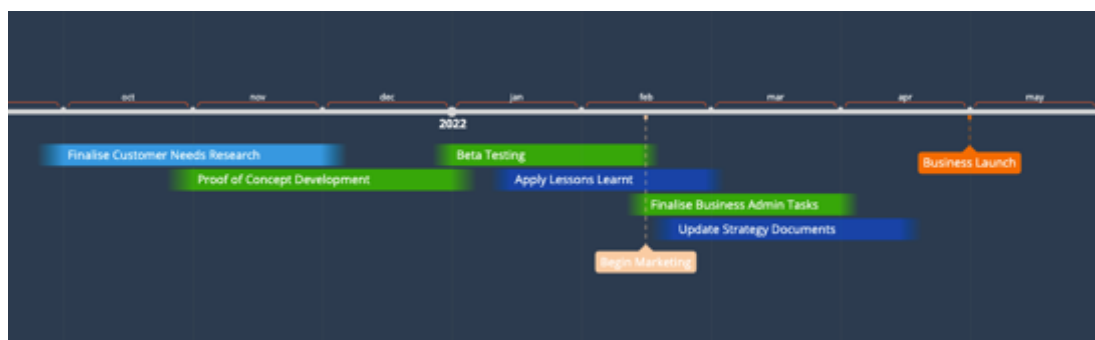 oct nov dec jan feb mar apr may
2022
Finalise Customer Needs Research
Beta Testing
Business Launch
Proof of Concept Development
Apply Lessons Learnt
Finalise Business Admin Tasks
Update Strategy Documents
Begin Marketing